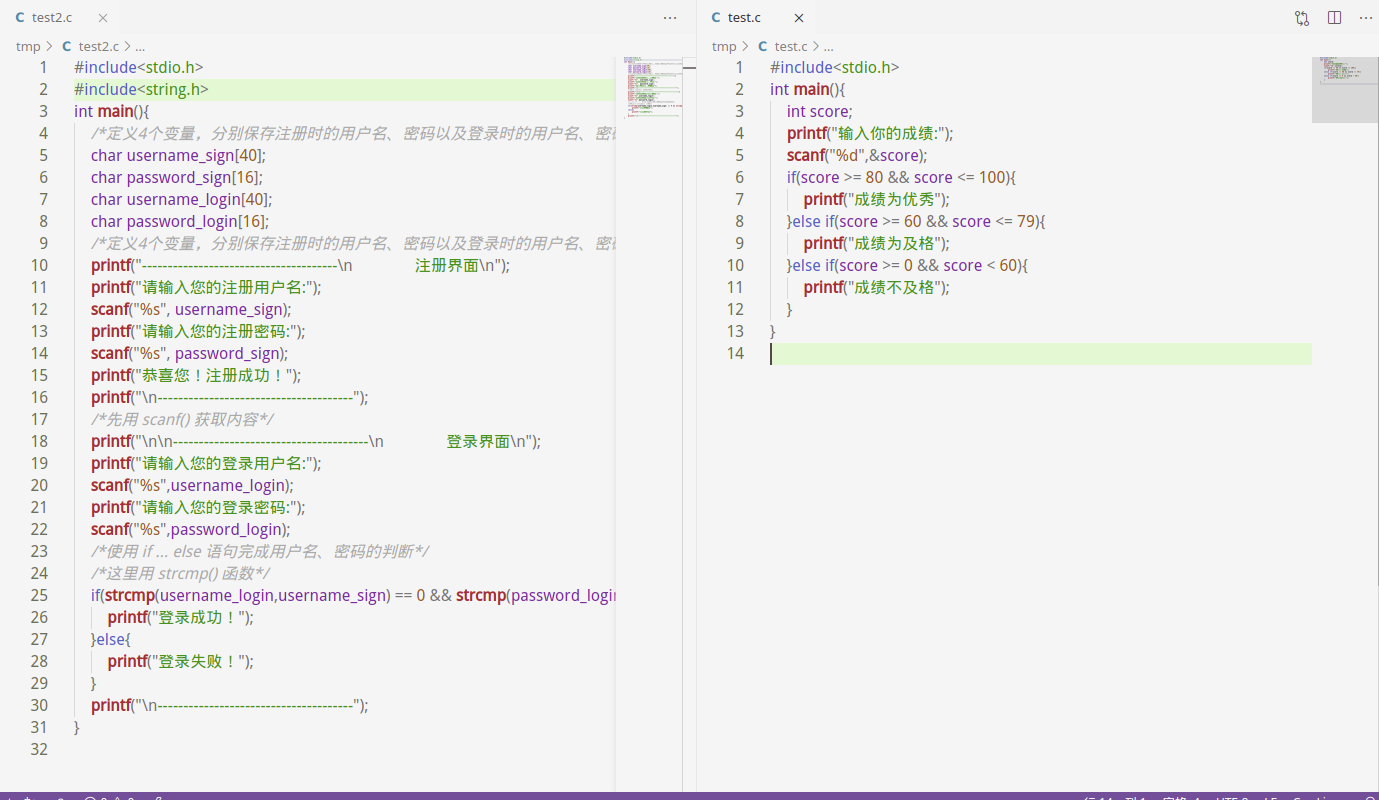 test2.c
tmp > test2.c > ...
1 #include<stdio.h>
2 #include<string.h>
3 int main(){
4 /*定义4个变量，分别保存注册时的用户名、密码以及登录时的用户名、
5 char username_sign[40];
6 char password_sign[16];
7 char username_login[40];
8 char password_login[16];
9 /*定义4个变量，分别保存注册时的用户名、密码以及登录时的用户名、
10 printf("--------------------------------------\n 注册界面\n");
11 printf("请输入您的注册用户名:");
12 scanf("%s", username_sign);
13 printf("请输入您的注册密码:");
14 scanf("%s", password_sign);
15 printf("恭喜您！注册成功！");
16 printf("\n--------------------------------------");
17 /*先用 scanf() 获取内容*/
18 printf("\n\n--------------------------------------\n 登录界面\n");
19 printf("请输入您的登录用户名:");
20 scanf("%s",username_login);
21 printf("请输入您的登录密码:");
22 scanf("%s",password_login);
23 /*使用 if ... else 语句完成用户名、密码的判断*/
24 /*这里用 strcmp() 函数*/
25 if(strcmp(username_login,username_sign) == 0 && strcmp(password_logi
26 printf("登录成功！");
27 }else{
28 printf("登录失败！");
29 }
30 printf("\n--------------------------------------");
31 }
32
test.c
tmp > test.c > ...
1 #include<stdio.h>
2 int main(){
3 int score;
4 printf("输入你的成绩:");
5 scanf("%d",&score);
6 if(score >= 80 && score <= 100){
7 printf("成绩为优秀");
8 }else if(score >= 60 && score <= 79){
9 printf("成绩为及格");
10 }else if(score >= 0 && score < 60){
11 printf("成绩不及格");
12 }
13 }
14